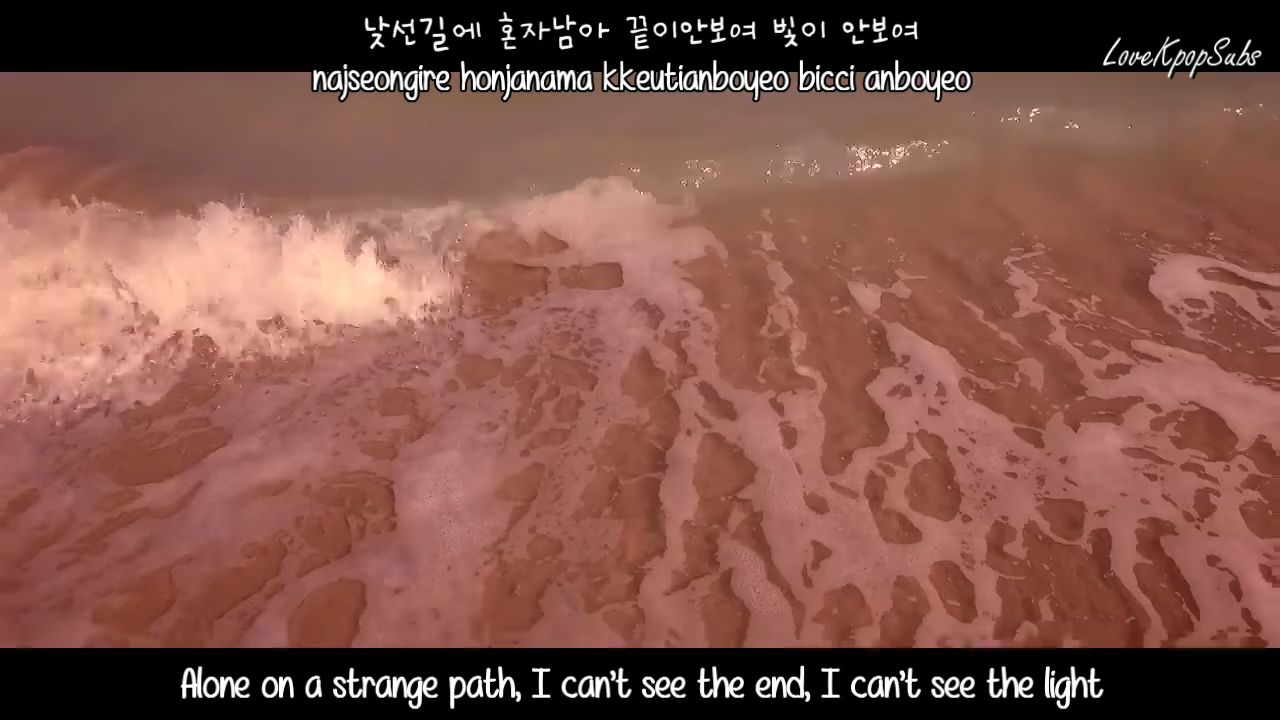 낯선길에 혼자남아 끝이안보여 빛이 안보여
LoveKpopSubs
najseongire honjanama kkeutianboyeo bicci anboyeo
Alone on a strange path, I can't see the end, I can't see the light